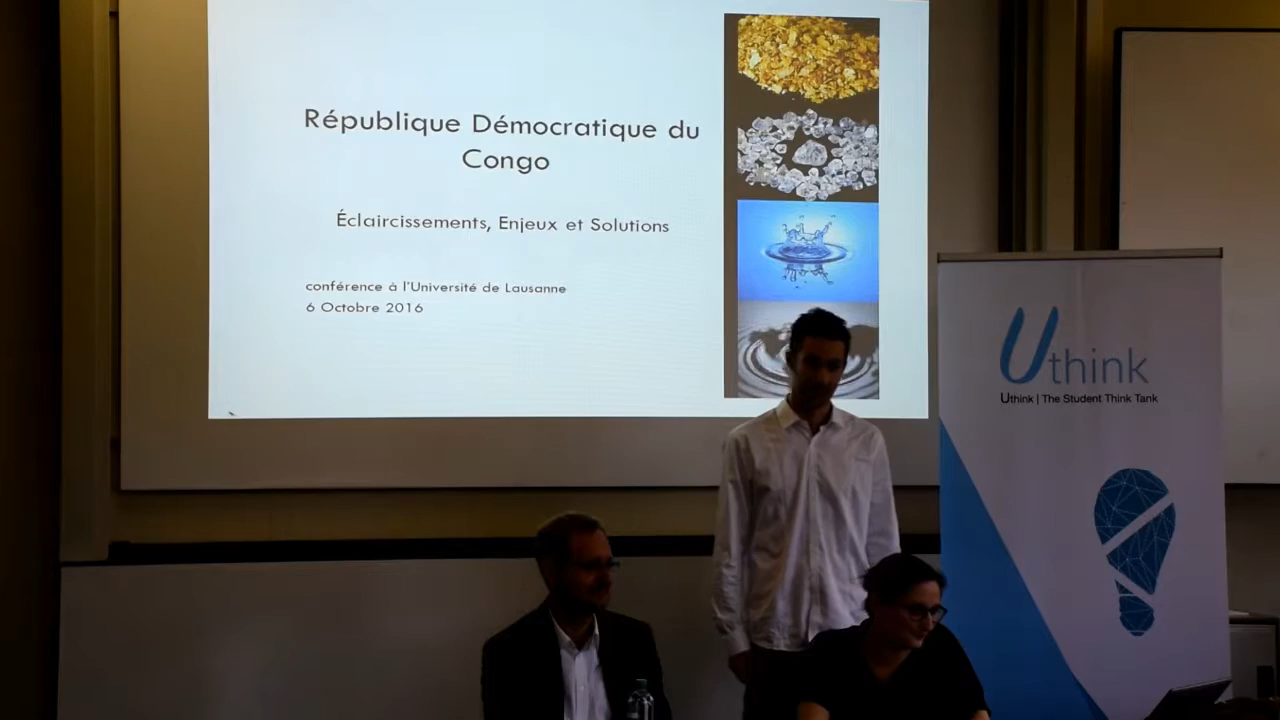 République Démocratique du
Congo
Éclaircissements, Enjeux et Solutions
conférence à l'Université de Lausanne
6 Octobre 2016
Uthink
Uthink | The Student Think Tank